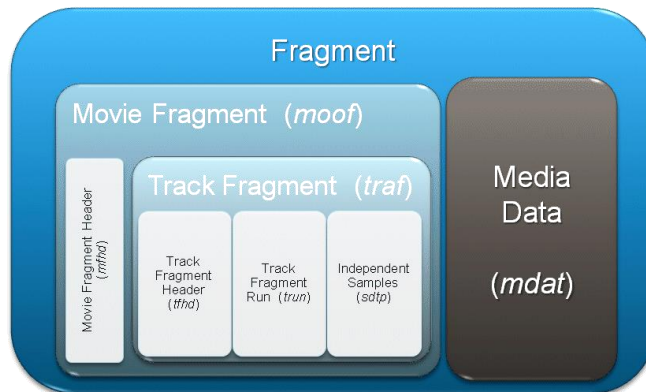 Fragment
Movie Fragment (moof)
Movie Fragment Header
(mfhd)
Track Fragment (traf)
Track
Fragment
Header
(tfhd)
Track
Fragment
Run (trun)
Independent
Samples
(sdtp)
Media
Data
(mdat)